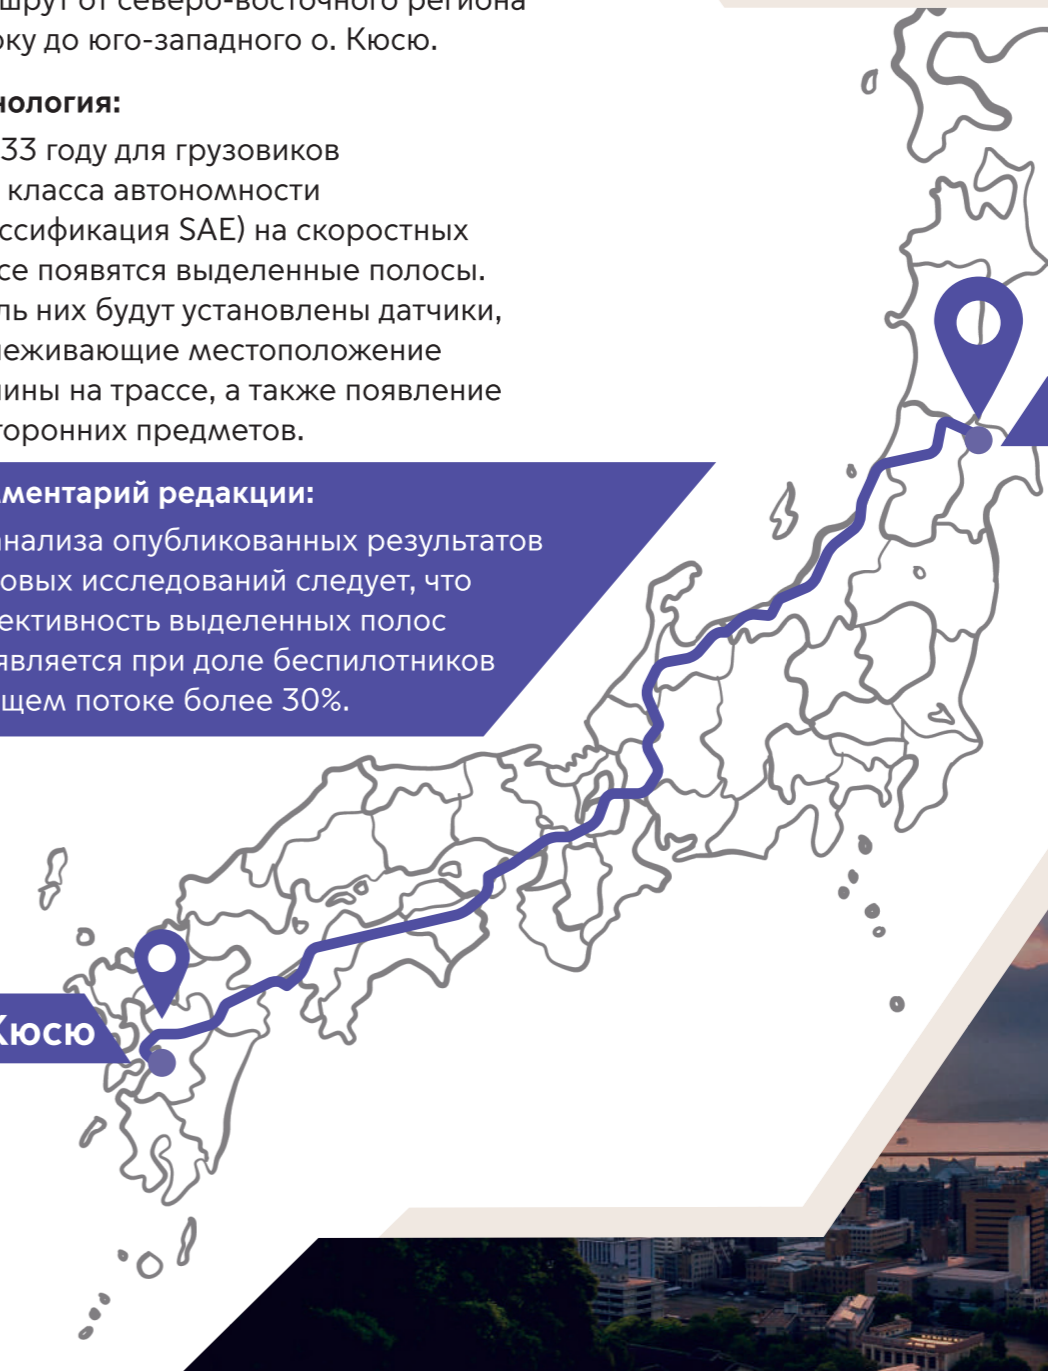 шрут от северо-восточного региона
оку до юго-западного о. Кюсю.
нология:
33 году для грузовиков
класса автономности
ссификация SAE) на скоростных
се появятся выделенные полосы.
ль них будут установлены датчики,
леживающие местоположение
ины на трассе, а также появление
торонних предметов.
ментарий редакции:
анализа опубликованных результатов
овых исследований следует, что
ективность выделенных полос
является при доле беспилотников
щем потоке более 30%.
Кюсю